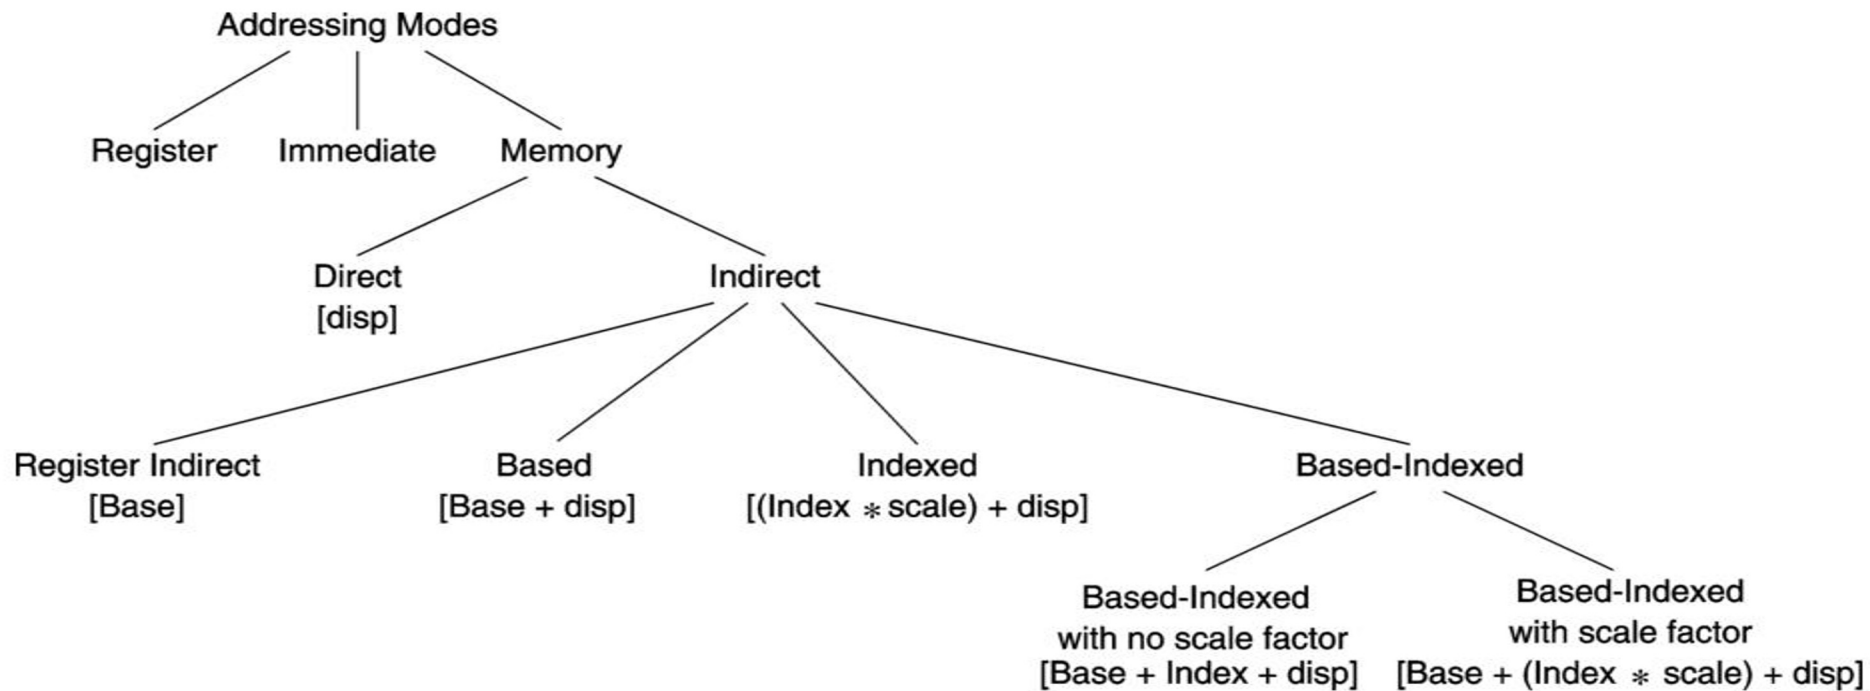 Addressing Modes
Register
Immediate
Memory
Direct
[disp]
Indirect
Register Indirect
[Base]
Based
[Base + disp]
Indexed
[(Index * scale) + disp]
Based-Indexed
Based-Indexed
with no scale factor
[Base + Index + disp]
Based-Indexed
with scale factor
[Base + (Index * scale) + disp]